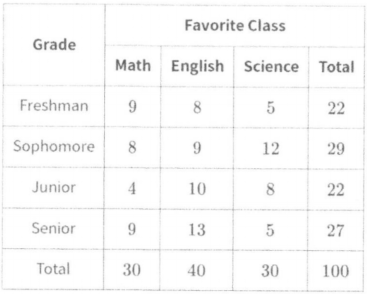 Favorite Class
Grade
Math English Science Total
Freshman 9 8 5 22
Sophomore 8 9 12 29
Junior 4 10 8 22
Senior 9 13 5 27
Total 30 40 30 100